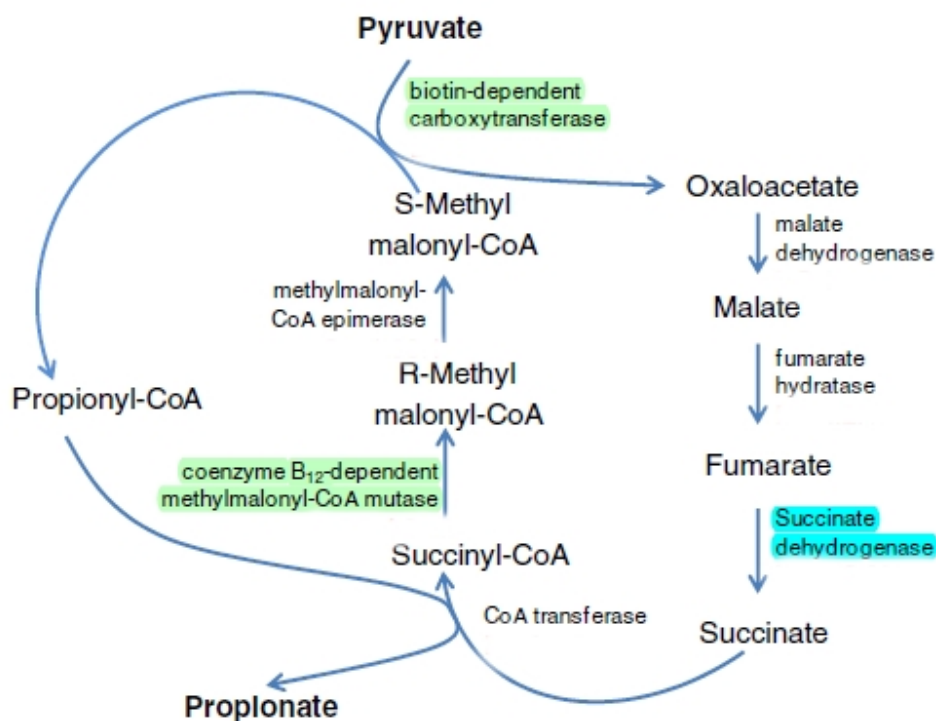 Pyruvate
biotin-dependent
carboxytransferase
Oxaloacetate
S-Methyl
malonyl-CoA
malate
dehydrogenase
methylmalonyl-
CoA epimerase
Malate
R-Methyl
malonyl-CoA
fumarate
hydratase
Propionyl-CoA
coenzyme B₁₂-dependent
methylmalonyl-CoA mutase
Fumarate
Succinate
dehydrogenase
Succinyl-CoA
CoA transferase
Succinate
Proplonate